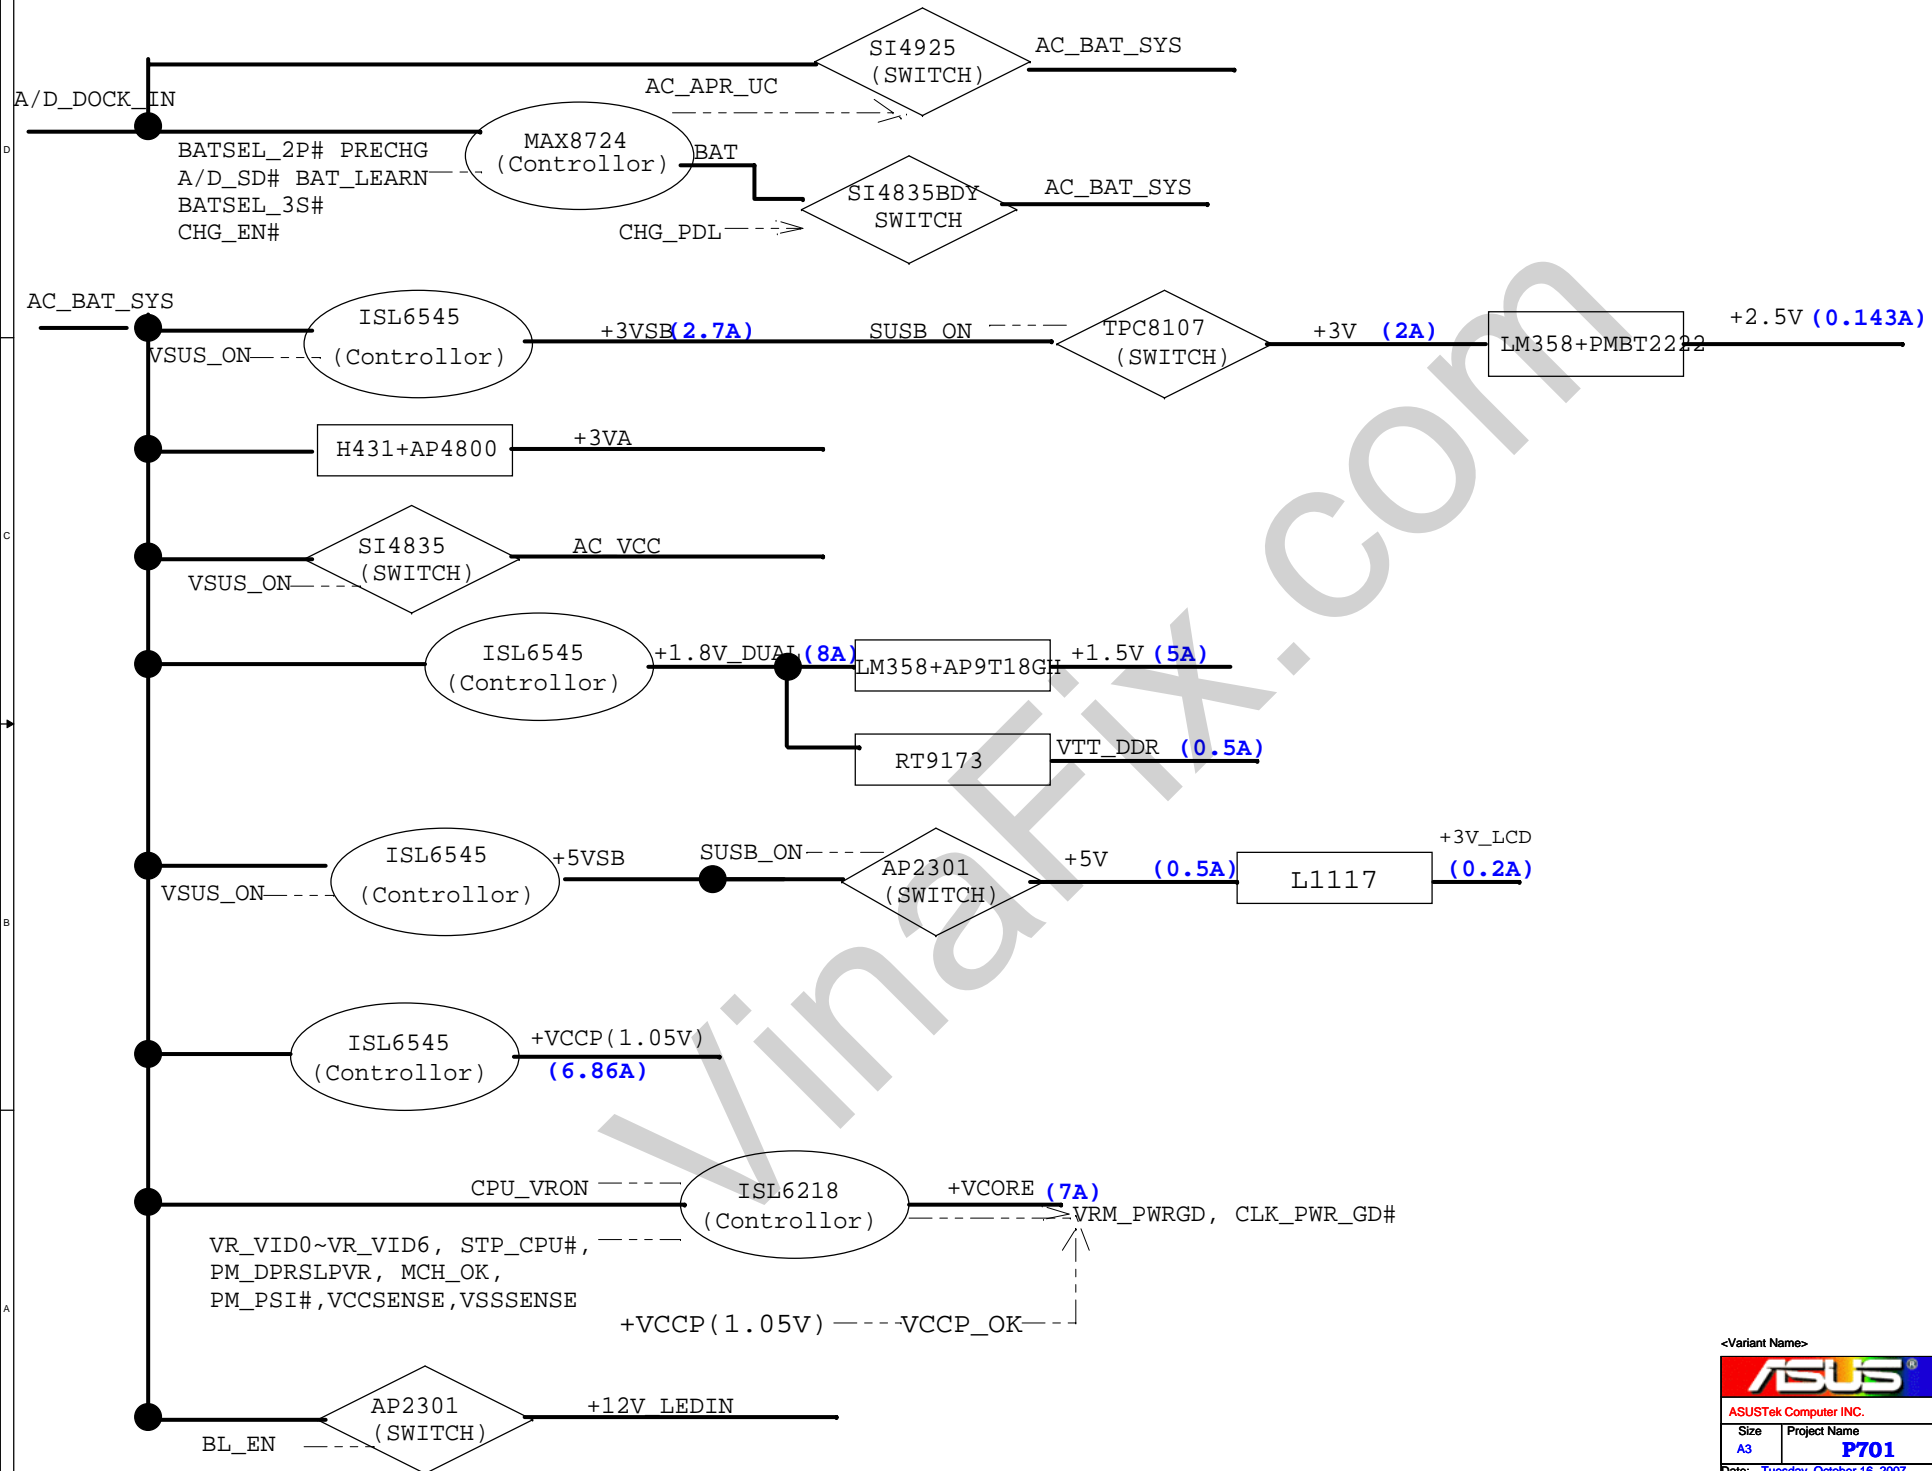 SI4925
(SWITCH)
AC_BAT_SYS
AC_APR_UC
A/D_DOCK_IN
MAX8724
(Controllor)
BAT
BATSEL_2P# PRECHG
A/D_SD# BAT_LEARN
BATSEL_3S#
CHG_EN#
SI4835BDY
SWITCH
AC_BAT_SYS
CHG_PDL
D
AC_BAT_SYS
ISL6545
(Controllor)
VSUS_ON
+3VSB(2.7A)
SUSB_ON
TPC8107
(SWITCH)
+3V (2A)
LM358+PMBT2222
+2.5V (0.143A)
H431+AP4800
+3VA
C
SI4835
(SWITCH)
VSUS_ON
AC_VCC
ISL6545
(Controllor)
+1.8V_DUAL(8A)
LM358+AP9T18GH
+1.5V (5A)
RT9173
VTT_DDR (0.5A)
ISL6545
(Controllor)
VSUS_ON
+5VSB
SUSB_ON
AP2301
(SWITCH)
+5V
(0.5A)
L1117
+3V_LCD
(0.2A)
B
ISL6545
(Controllor)
+VCCP(1.05V)
(6.86A)
CPU_VRON
ISL6218
(Controllor)
+VCORE (7A)
VRM_PWRGD, CLK_PWR_GD#
VR_VID0~VR_VID6, STP_CPU#,
PM_DPRSLPVR, MCH_OK,
PM_PSI#,VCCSENSE,VSSSENSE
+VCCP(1.05V)
VCCP_OK
A
AP2301
(SWITCH)
BL_EN
+12V_LEDIN
VinaFix.com
<Variant Name>
ASUS®
ASUSTek Computer INC.
Size
Project Name
A3
P701
Date: Tuesday, October 16, 2007